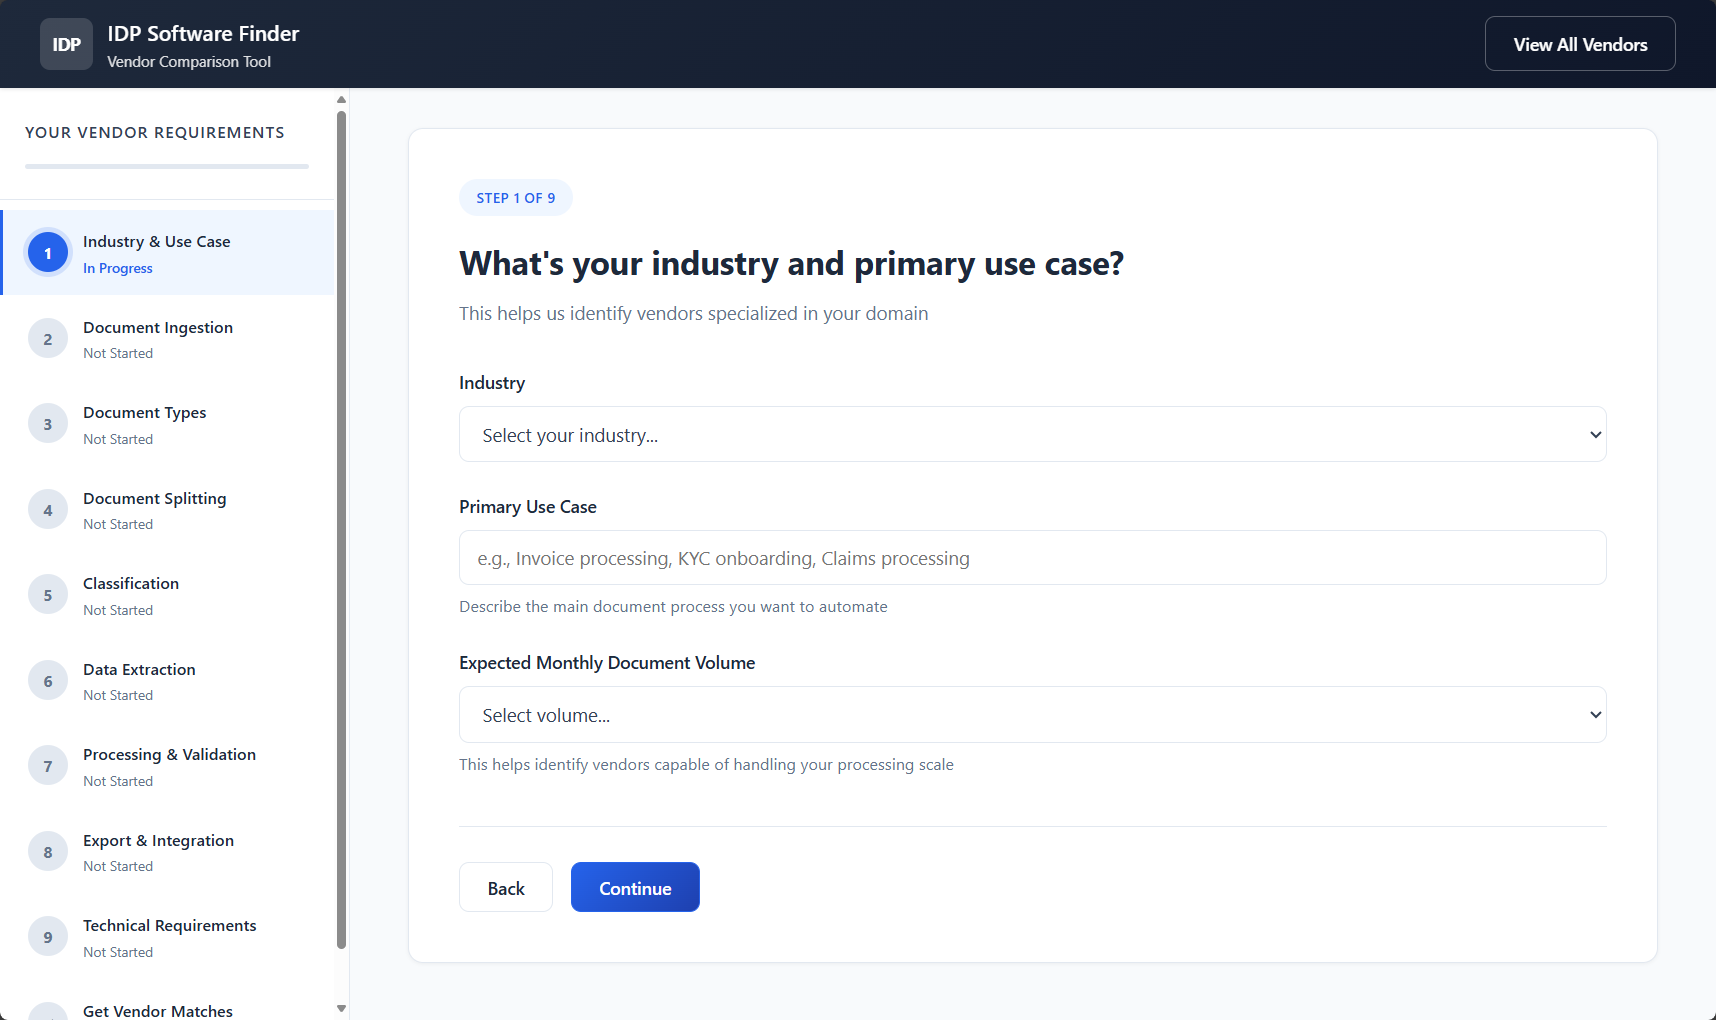 IDP
IDP Software Finder
Vendor Comparison Tool
View All Vendors
YOUR VENDOR REQUIREMENTS
1
Industry & Use Case
In Progress
2
Document Ingestion
Not Started
3
Document Types
Not Started
4
Document Splitting
Not Started
5
Classification
Not Started
6
Data Extraction
Not Started
7
Processing & Validation
Not Started
8
Export & Integration
Not Started
9
Technical Requirements
Not Started
Get Vendor Matches
STEP 1 OF 9
What's your industry and primary use case?
This helps us identify vendors specialized in your domain
Industry
Select your industry...
Primary Use Case
e.g., Invoice processing, KYC onboarding, Claims processing
Describe the main document process you want to automate
Expected Monthly Document Volume
Select volume...
This helps identify vendors capable of handling your processing scale
Back
Continue